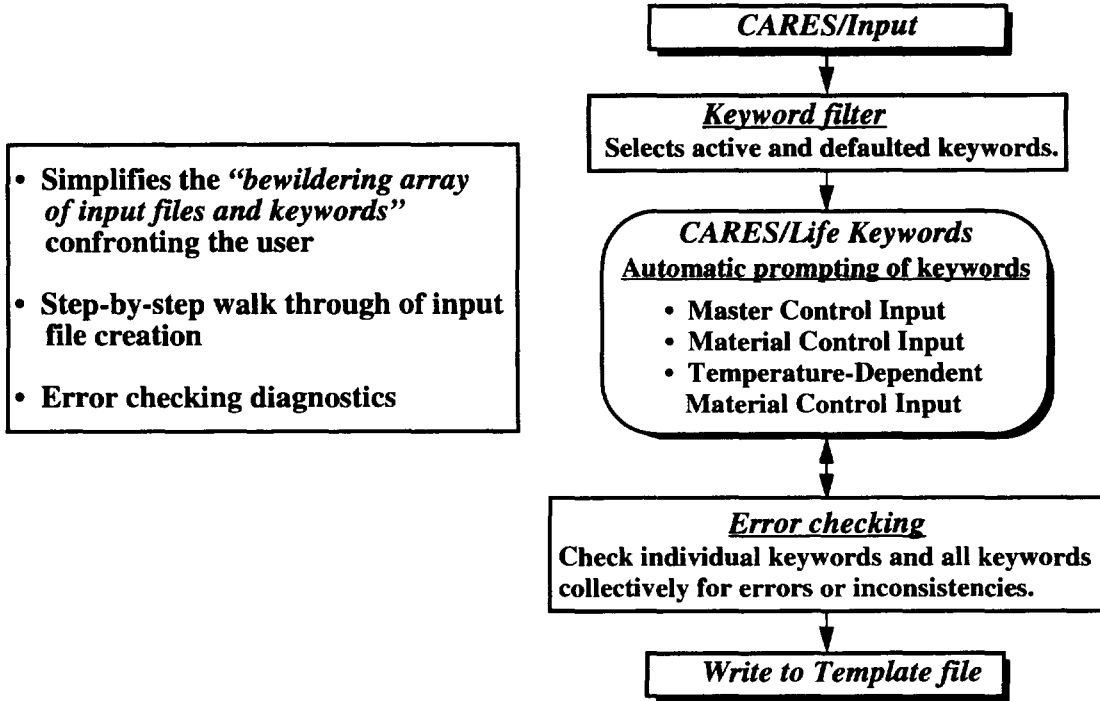 • Simplifies the “bewildering array
of input files and keywords”
confronting the user
• Step-by-step walk through of input
file creation
• Error checking diagnostics
CARES/Input
Keyword filter
Selects active and defaulted keywords.
CARES/Life Keywords
Automatic prompting of keywords
• Master Control Input
• Material Control Input
• Temperature-Dependent
Material Control Input
Error checking
Check individual keywords and all keywords
collectively for errors or inconsistencies.
Write to Template file